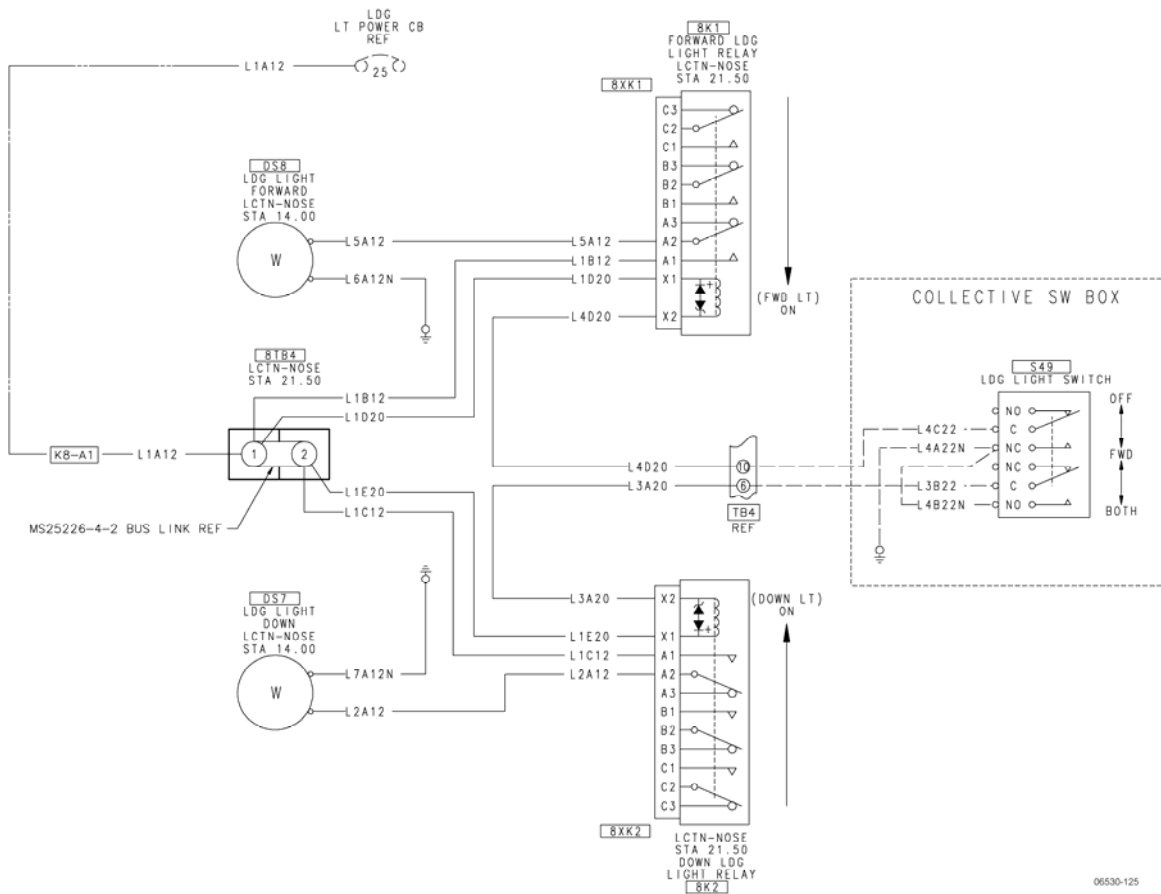 LDG
LT POWER CB
REF
L1A12
25
8K1
FORWARD LDG
LIGHT RELAY
LCTN-NOSE
STA 21.50
8XK1
C3
C2
C1
B3
B2
B1
A3
A2
A1
X1
X2
(FWD LT)
ON
DS8
LDG LIGHT
FORWARD
LCTN-NOSE
STA 14.00
W
L5A12
L5A12
L6A12N
L1B12
L1D20
L4D20
8TB4
LCTN-NOSE
STA 21.50
L1B12
L1D20
K8-A1
L1A12
1
2
L1E20
L1C12
MS25226-4-2 BUS LINK REF
COLLECTIVE SW BOX
S49
LDG LIGHT SWITCH
OFF
NO
L4C22
C
L4A22N
NC
FWD
NC
L3B22
C
L4B22N
NO
BOTH
L4D20
10
L3A20
6
TB4
REF
DS7
LDG LIGHT
DOWN
LCTN-NOSE
STA 14.00
W
L7A12N
L2A12
L3A20
L1E20
L1C12
L2A12
X2
X1
A1
A2
A3
B1
B2
B3
C1
C2
C3
(DOWN LT)
ON
8XK2
LCTN-NOSE
STA 21.50
DOWN LDG
LIGHT RELAY
8K2
06530-125